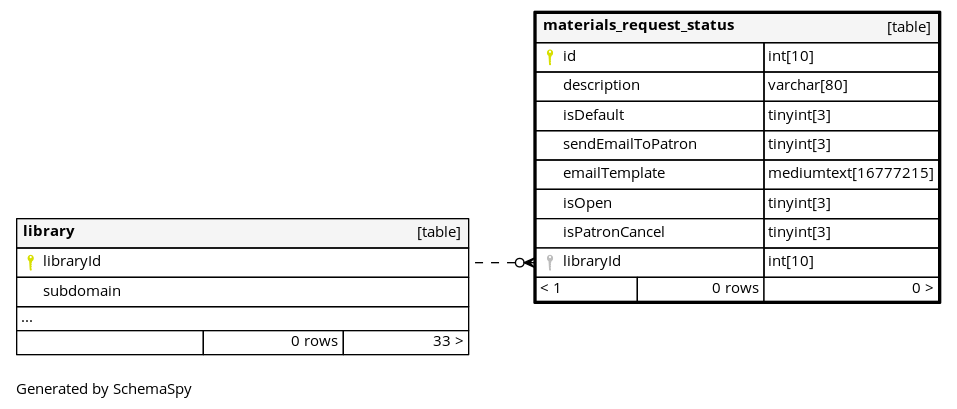 materials_request_status [table]
id int[10]
description varchar[80]
isDefault tinyint[3]
sendEmailToPatron tinyint[3]
emailTemplate mediumtext[16777215]
isOpen tinyint[3]
isPatronCancel tinyint[3]
libraryId int[10]
< 1 0 rows 0 >
library [table]
libraryId
subdomain
...
0 rows 33 >
Generated by SchemaSpy